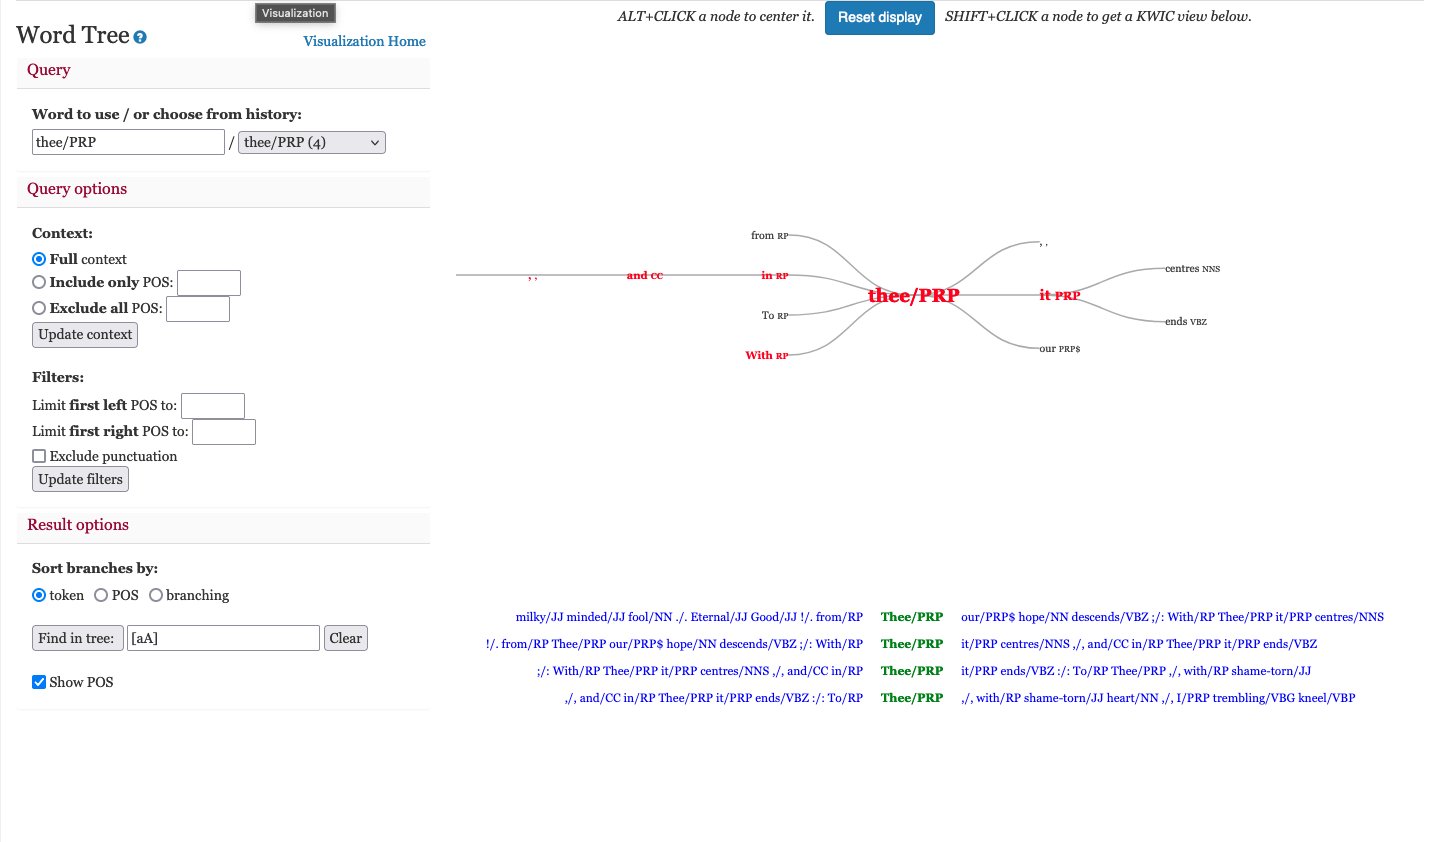 Visualization
Word Tree ?
Visualization Home
Query
Word to use / or choose from history:
thee/PRP / thee/PRP (4)
Query options
Context:
Full context
Include only POS:
Exclude all POS:
Update context
Filters:
Limit first left POS to:
Limit first right POS to:
Exclude punctuation
Update filters
Result options
Sort branches by:
token POS branching
Find in tree: [aA] Clear
Show POS
ALT+CLICK a node to center it. Reset display SHIFT+CLICK a node to get a KWIC view below.
from RP
, ,
and CC
in RP
To RP
With RP
thee/PRP
, ,
it PRP
centres NNS
ends VBZ
our PRP$
milky/JJ minded/JJ fool/NN ./. Eternal/JJ Good/JJ !/. from/RP Thee/PRP our/PRP$ hope/NN descends/VBZ ;/: With/RP Thee/PRP it/PRP centres/NNS
!/. from/RP Thee/PRP our/PRP$ hope/NN descends/VBZ ;/: With/RP Thee/PRP it/PRP centres/NNS ,/, and/CC in/RP Thee/PRP it/PRP ends/VBZ
;/: With/RP Thee/PRP it/PRP centres/NNS ,/, and/CC in/RP Thee/PRP it/PRP ends/VBZ :/: To/RP Thee/PRP ,/, with/RP shame-torn/JJ
,/, and/CC in/RP Thee/PRP it/PRP ends/VBZ :/: To/RP Thee/PRP ,/, with/RP shame-torn/JJ heart/NN ,/, I/PRP trembling/VBG kneel/VBP